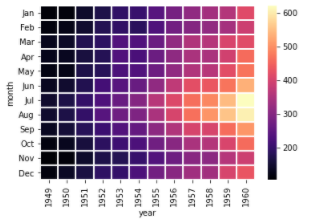 Jan
Feb
Mar
Apr
May
Jun
Jul
Aug
Sep
Oct
Nov
Dec
month
1949 1950 1951 1952 1953 1954 1955 1956 1957 1958 1959 1960
year
600
500
400
300
200